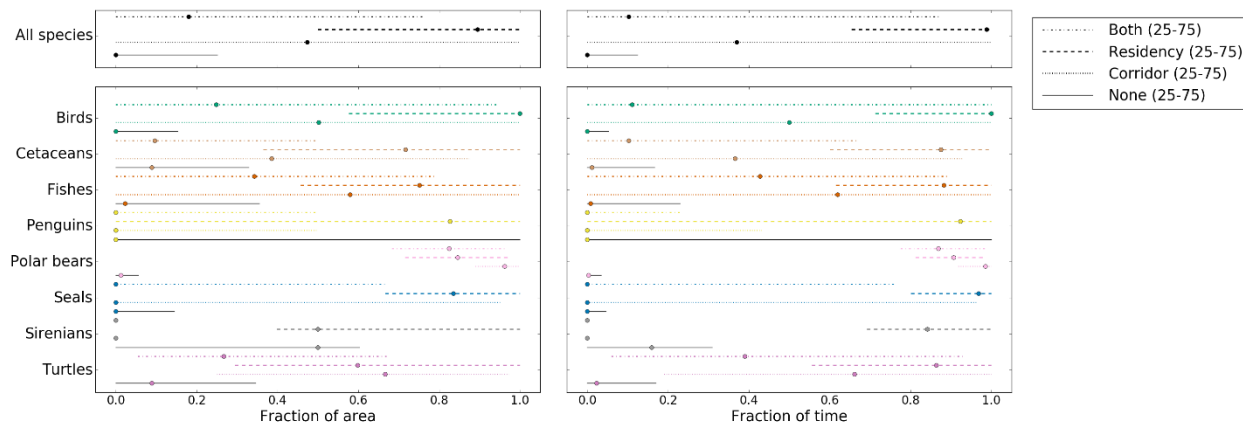 All species
Both (25-75)
Residency (25-75)
Corridor (25-75)
None (25-75)
Birds
Cetaceans
Fishes
Penguins
Polar bears
Seals
Sirenians
Turtles
0.0 0.2 0.4 0.6 0.8 1.0 0.0 0.2 0.4 0.6 0.8 1.0
Fraction of area Fraction of time